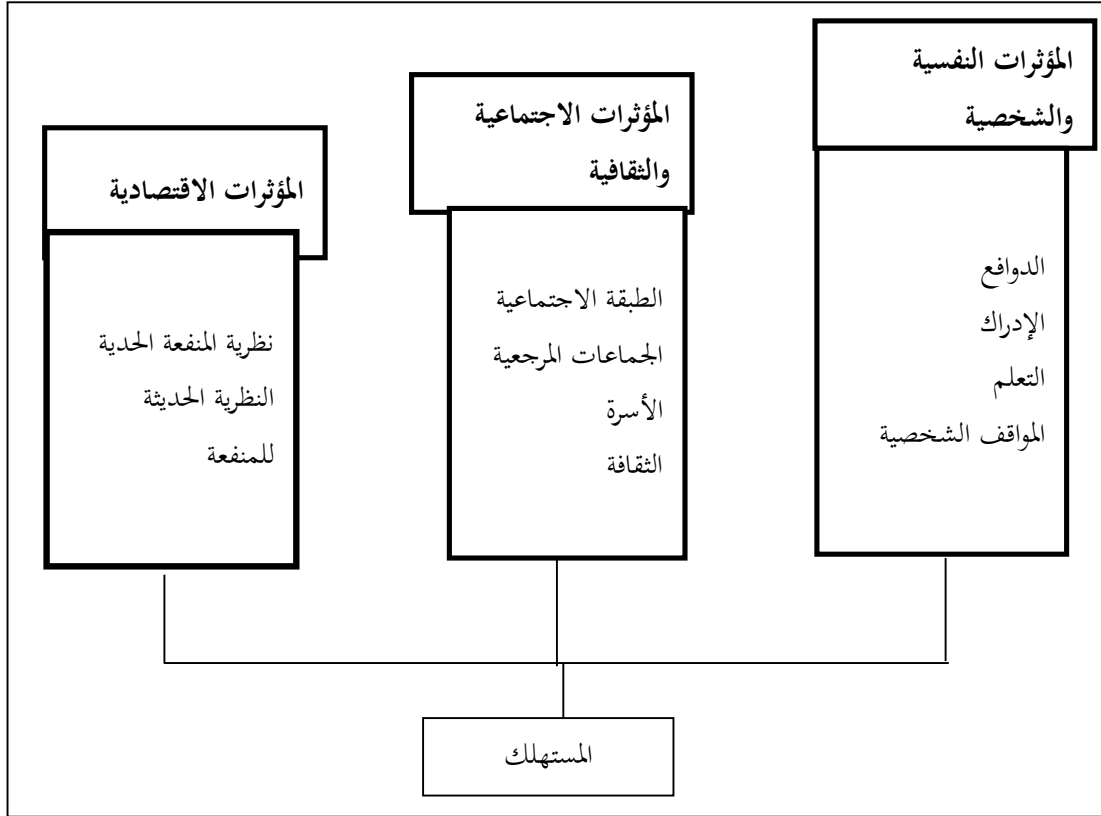 المؤثرات النفسية
والشخصية
الدوافع
الإدراك
التعلم
المواقف الشخصية
المؤثرات الاجتماعية
والثقافية
الطبقة الاجتماعية
الجماعات المرجعية
الأسرة
الثقافة
المؤثرات الاقتصادية
نظرية المنفعة الحدية
النظرية الحديثة
للمنفعة
المستهلك